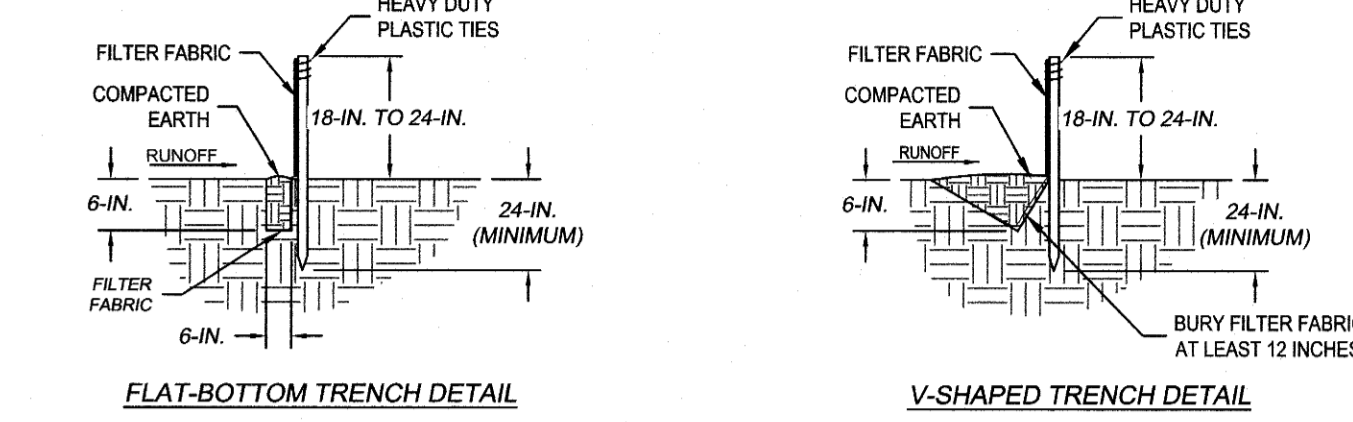 HEAVY DUTY
PLASTIC TIES
FILTER FABRIC
COMPACTED
EARTH
18-IN. TO 24-IN.
RUNOFF
6-IN.
24-IN.
(MINIMUM)
FILTER
FABRIC
6-IN.
FLAT-BOTTOM TRENCH DETAIL
HEAVY DUTY
PLASTIC TIES
FILTER FABRIC
COMPACTED
EARTH
18-IN. TO 24-IN.
RUNOFF
6-IN.
24-IN.
(MINIMUM)
BURY FILTER FABRIC
AT LEAST 12 INCHES
V-SHAPED TRENCH DETAIL